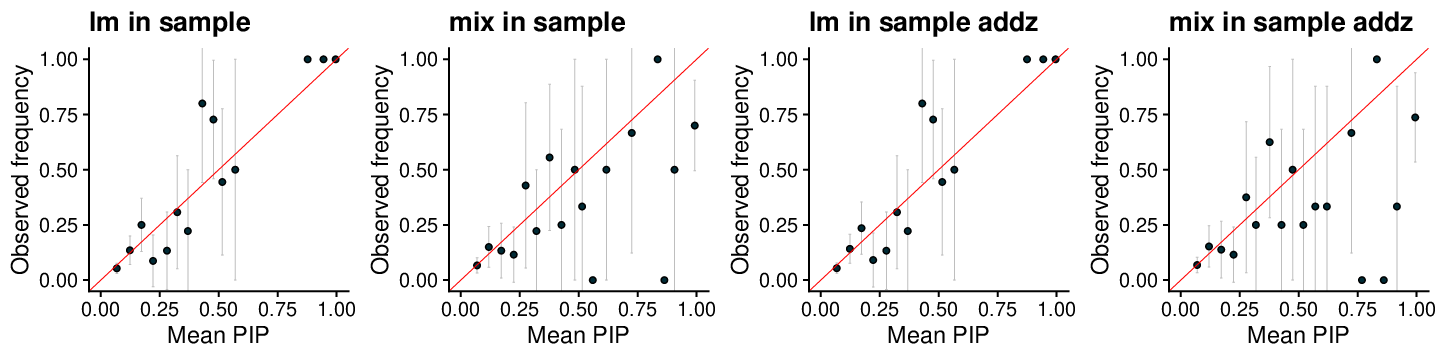 lm in sample
1.00
0.75
0.50
0.25
0.00
Observed frequency
0.00 0.25 0.50 0.75 1.00
Mean PIP
mix in sample
1.00
0.75
0.50
0.25
0.00
Observed frequency
0.00 0.25 0.50 0.75 1.00
Mean PIP
lm in sample addz
1.00
0.75
0.50
0.25
0.00
Observed frequency
0.00 0.25 0.50 0.75 1.00
Mean PIP
mix in sample addz
1.00
0.75
0.50
0.25
0.00
Observed frequency
0.00 0.25 0.50 0.75 1.00
Mean PIP